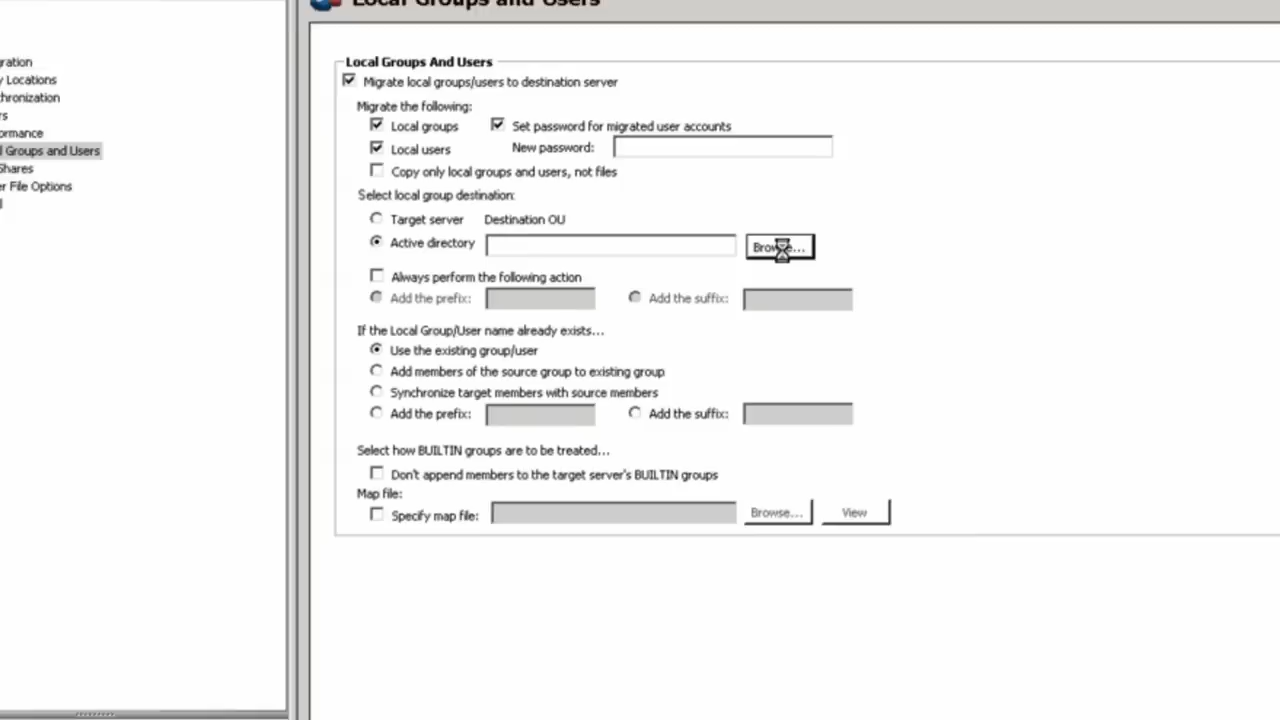 Local Groups and Users
ration
y Locations
hronization
rs
ormance
l Groups and Users
Shares
r File Options
l
Local Groups And Users
Migrate local groups/users to destination server
Migrate the following:
Local groups
Set password for migrated user accounts
Local users
New password:
Copy only local groups and users, not files
Select local group destination:
Target server
Destination OU
Active directory
Browse...
Always perform the following action
Add the prefix:
Add the suffix:
If the Local Group/User name already exists...
Use the existing group/user
Add members of the source group to existing group
Synchronize target members with source members
Add the prefix:
Add the suffix:
Select how BUILTIN groups are to be treated...
Don't append members to the target server's BUILTIN groups
Map file:
Specify map file:
Browse...
View